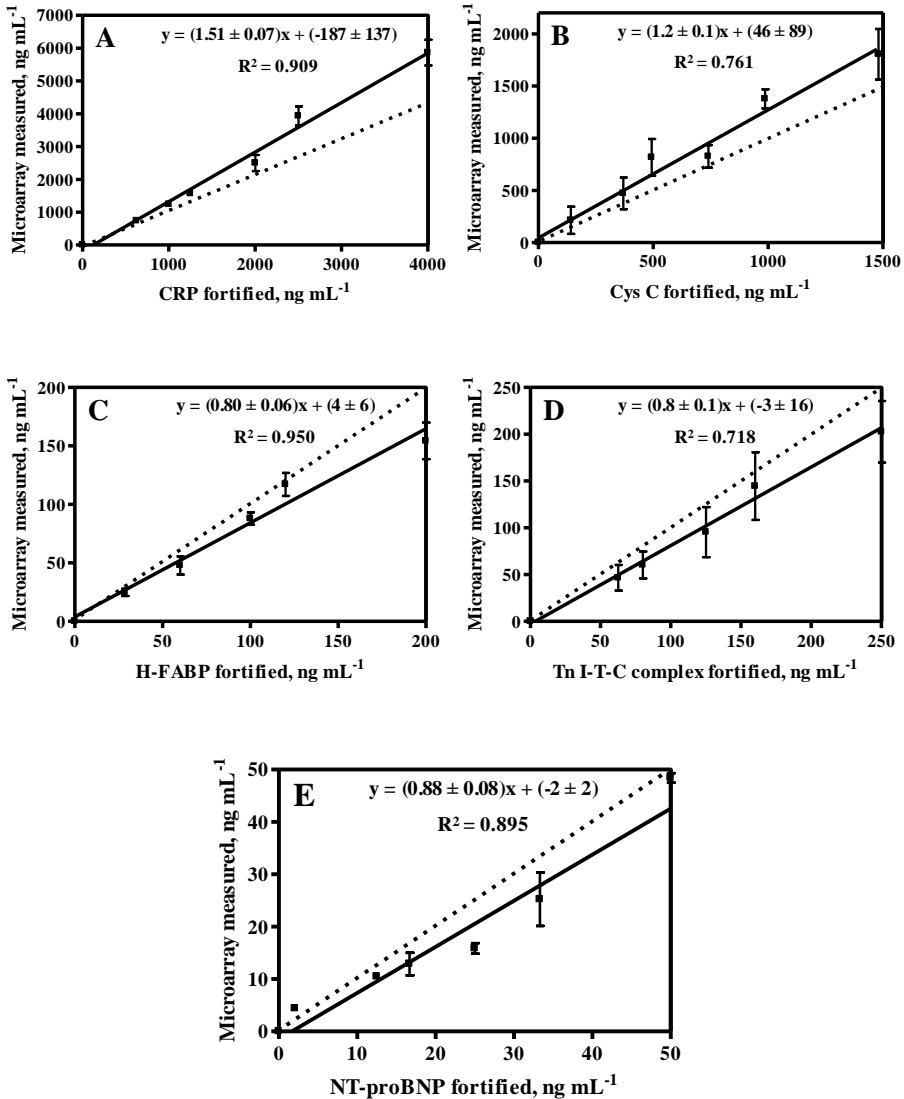 A
y = (1.51 ± 0.07)x + (-187 ± 137)
R² = 0.909
Microarray measured, ng mL⁻¹
7000
6000
5000
4000
3000
2000
1000
0
0 1000 2000 3000 4000
CRP fortified, ng mL⁻¹
B
y = (1.2 ± 0.1)x + (46 ± 89)
R² = 0.761
Microarray measured, ng mL⁻¹
2000
1500
1000
500
0
0 500 1000 1500
Cys C fortified, ng mL⁻¹
C
y = (0.80 ± 0.06)x + (4 ± 6)
R² = 0.950
Microarray measured, ng mL⁻¹
200
150
100
50
0
0 50 100 150 200
H-FABP fortified, ng mL⁻¹
D
y = (0.8 ± 0.1)x + (-3 ± 16)
R² = 0.718
Microarray measured, ng mL⁻¹
250
200
150
100
50
0
0 50 100 150 200 250
Tn I-T-C complex fortified, ng mL⁻¹
E
y = (0.88 ± 0.08)x + (-2 ± 2)
R² = 0.895
Microarray measured, ng mL⁻¹
50
40
30
20
10
0
0 10 20 30 40 50
NT-proBNP fortified, ng mL⁻¹